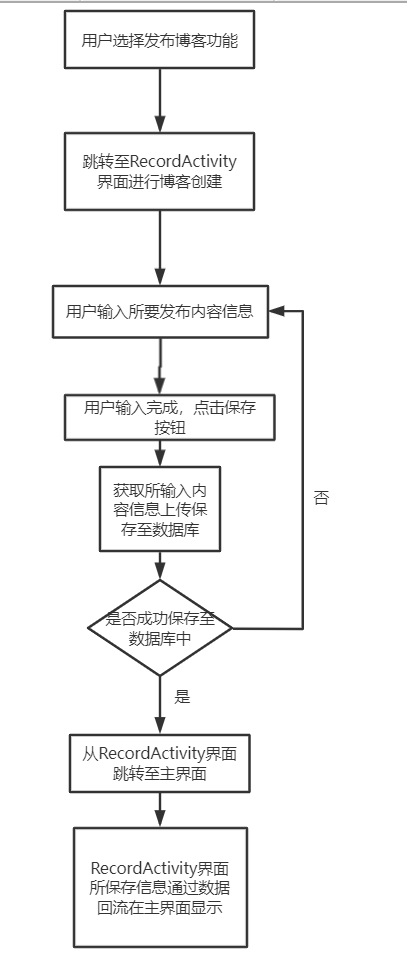 用户选择发布博客功能
跳转至RecordActivity
界面进行博客创建
用户输入所要发布内容信息
用户输入完成，点击保存
按钮
获取所输入内
容信息上传保
存至数据库
否
是否成功保存至
数据库中
是
从RecordActivity界面
跳转至主界面
RecordActivity界面
所保存信息通过数据
回流在主界面显示